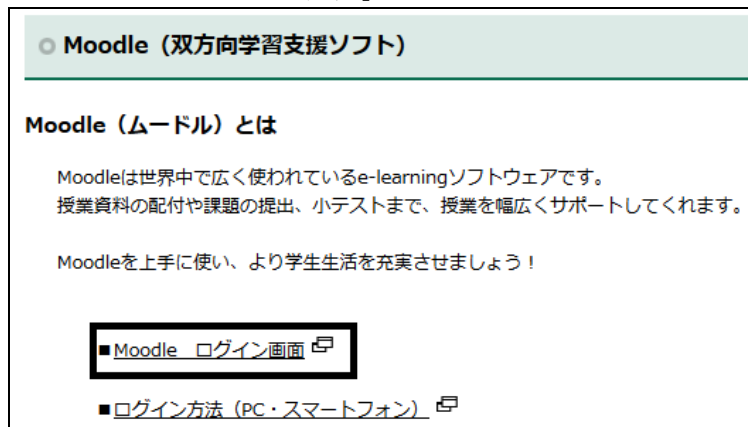 Moodle（双方向学習支援ソフト）
Moodle（ムードル）とは
Moodleは世界中で広く使われているe-learningソフトウェアです。
授業資料の配付や課題の提出、小テストまで、授業を幅広くサポートしてくれます。
Moodleを上手に使い、より学生生活を充実させましょう！
■Moodle　ログイン画面
■ログイン方法（PC・スマートフォン）